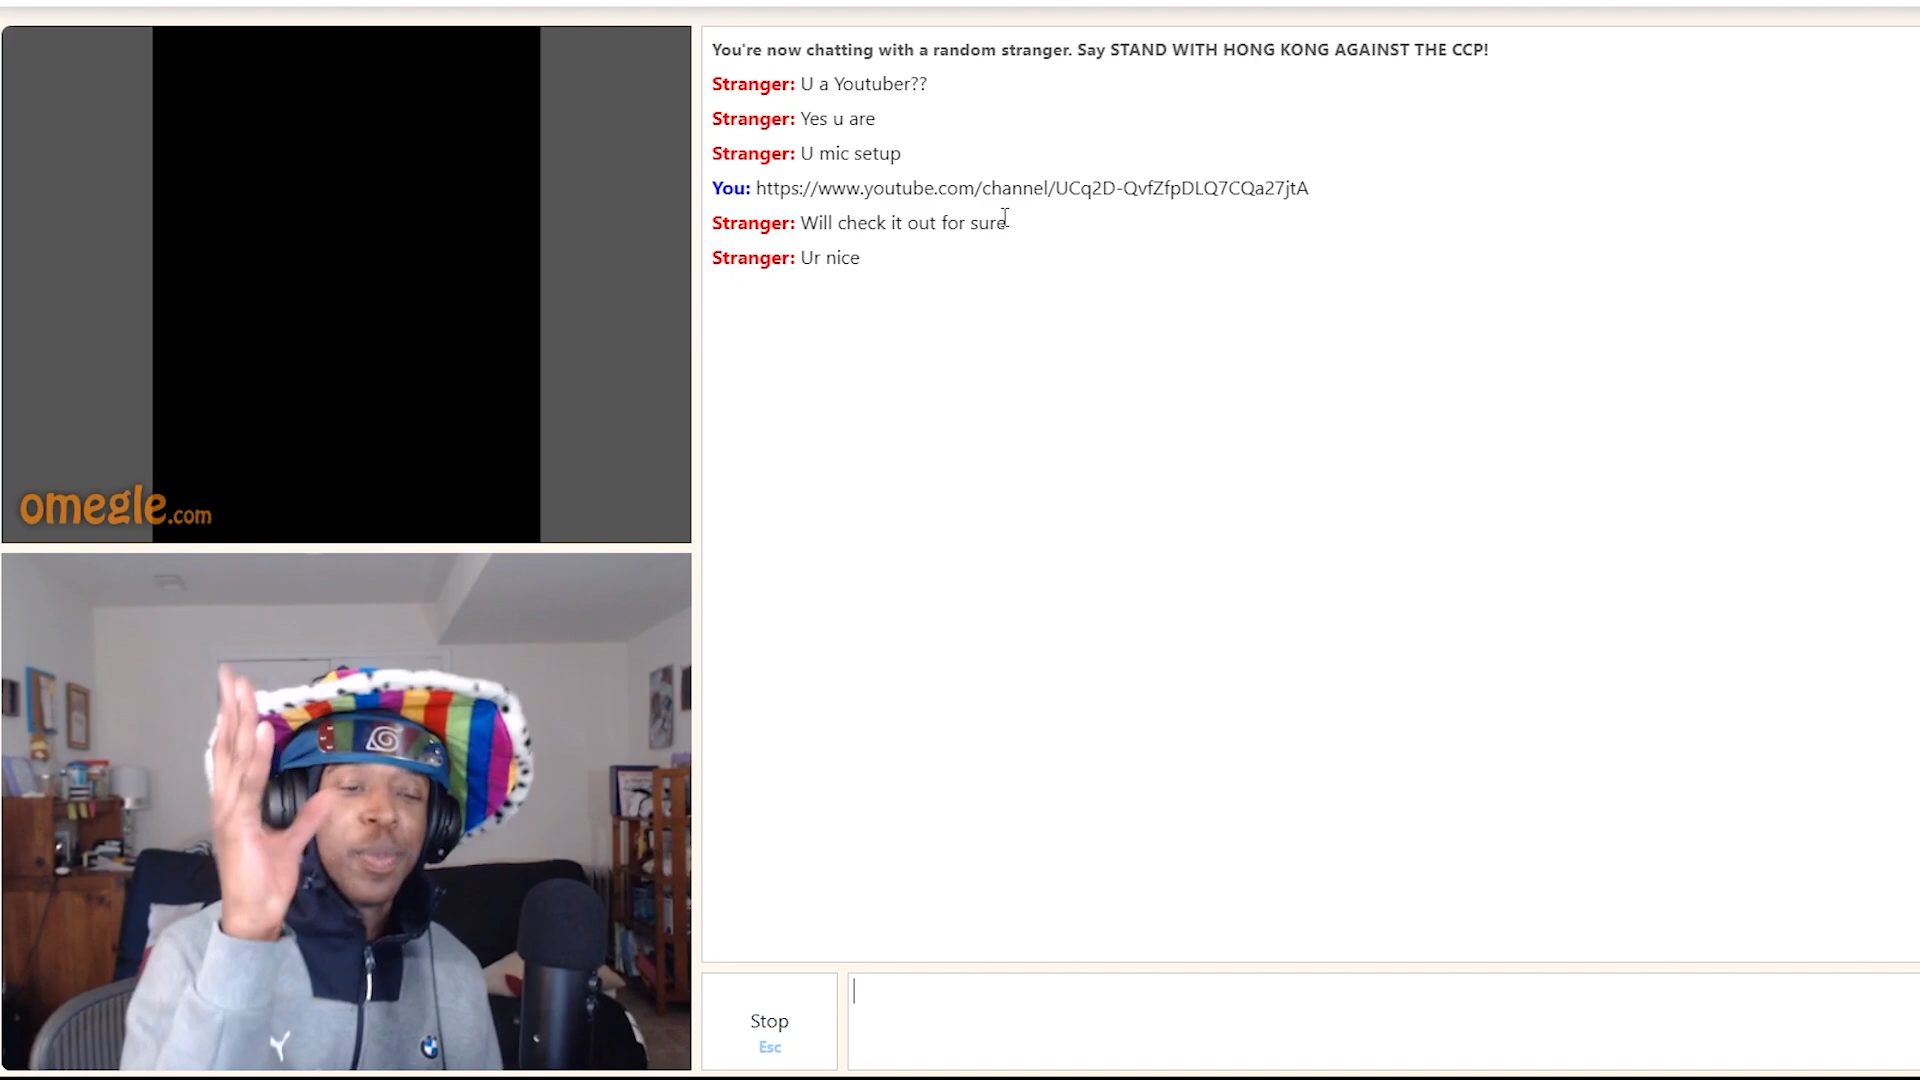 You're now chatting with a random stranger. Say STAND WITH HONG KONG AGAINST THE CCP!
Stranger: U a Youtuber??
Stranger: Yes u are
Stranger: U mic setup
You: https://www.youtube.com/channel/UCq2D-QvfZfpDLQ7CQa27jtA
Stranger: Will check it out for sure
Stranger: Ur nice
omegle.com
Stop
Esc